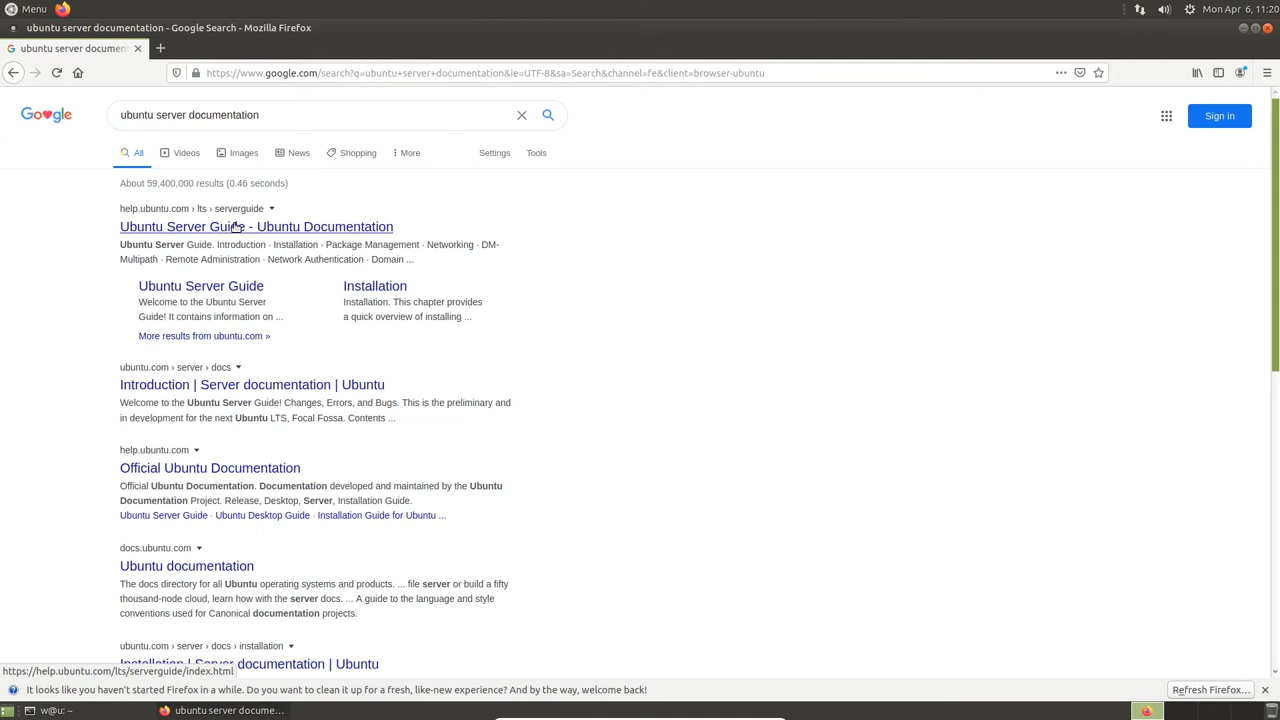 Menu
Mon Apr 6, 11:20
ubuntu server documentation - Google Search - Mozilla Firefox
ubuntu server document
https://www.google.com/search?q=ubuntu+server+documentation&ie=UTF-8&sa=Search&channel=fe&client=browser-ubuntu
Google
ubuntu server documentation
Sign in
All Videos Images News Shopping More Settings Tools
About 59,400,000 results (0.46 seconds)
help.ubuntu.com › lts › serverguide
Ubuntu Server Guide - Ubuntu Documentation
Ubuntu Server Guide. Introduction · Installation · Package Management · Networking · DM-
Multipath · Remote Administration · Network Authentication · Domain ...
Ubuntu Server Guide
Welcome to the Ubuntu Server
Guide! It contains information on ...
Installation
Installation. This chapter provides
a quick overview of installing ...
More results from ubuntu.com »
ubuntu.com › server › docs
Introduction | Server documentation | Ubuntu
Welcome to the Ubuntu Server Guide! Changes, Errors, and Bugs. This is the preliminary and
in development for the next Ubuntu LTS, Focal Fossa. Contents ...
help.ubuntu.com
Official Ubuntu Documentation
Official Ubuntu Documentation. Documentation developed and maintained by the Ubuntu
Documentation Project. Release, Desktop, Server, Installation Guide.
Ubuntu Server Guide · Ubuntu Desktop Guide · Installation Guide for Ubuntu ...
docs.ubuntu.com
Ubuntu documentation
The docs directory for all Ubuntu operating systems and products. ... file server or build a fifty
thousand-node cloud, learn how with the server docs. ... A guide to the language and style
conventions used for Canonical documentation projects.
ubuntu.com › server › docs › installation
Installation | Server documentation | Ubuntu
https://help.ubuntu.com/lts/serverguide/index.html
It looks like you haven't started Firefox in a while. Do you want to clean it up for a fresh, like-new experience? And by the way, welcome back!
Refresh Firefox...
w@u: ~
ubuntu server docume...